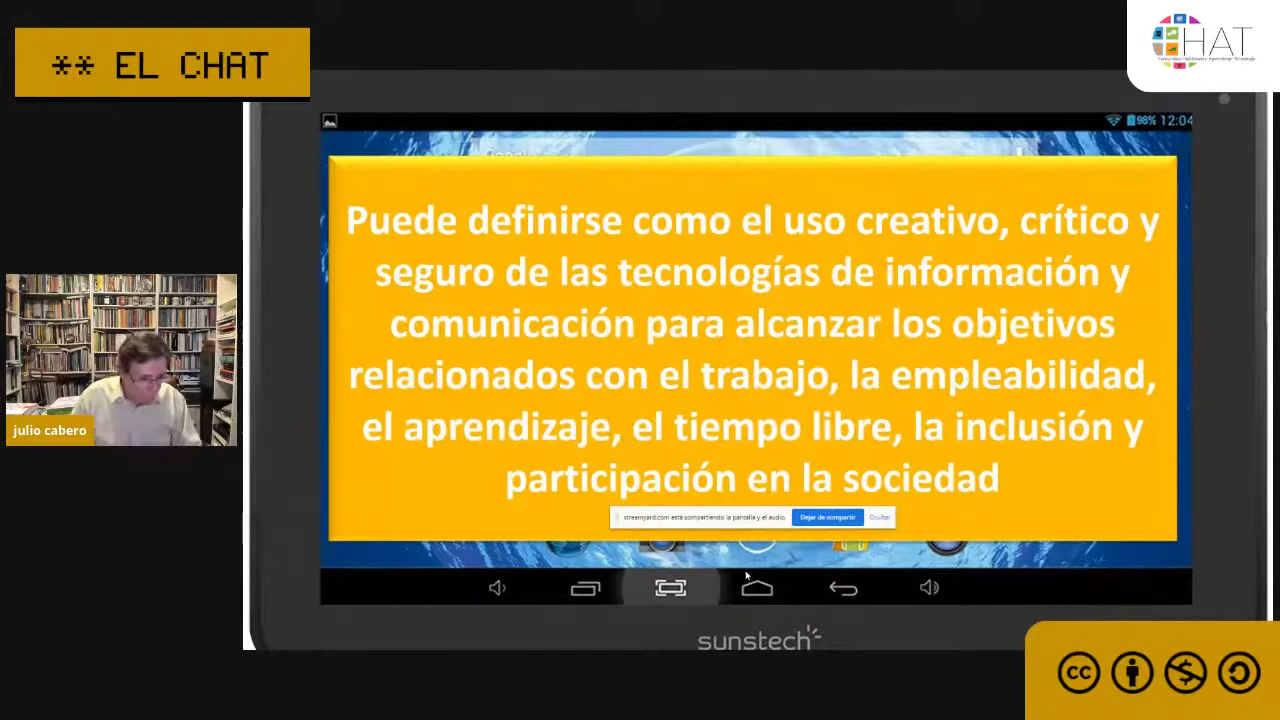 ** EL CHAT
HAT
98% 12:04
Puede definirse como el uso creativo, crítico y
seguro de las tecnologías de información y
comunicación para alcanzar los objetivos
relacionados con el trabajo, la empleabilidad,
el aprendizaje, el tiempo libre, la inclusión y
participación en la sociedad
streamyard.com está compartiendo la pantalla y el audio.
Dejar de compartir
Ocultar
julio cabero
sunstech
cc